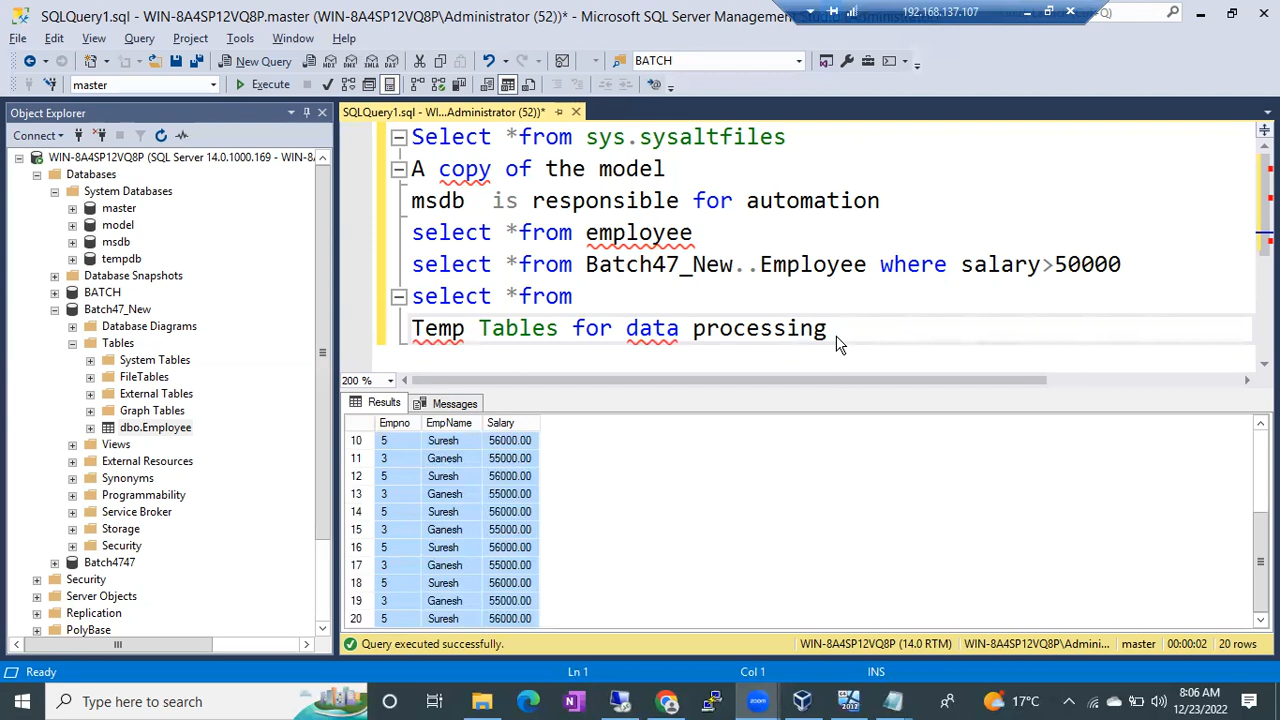 SQLQuery1.sql - WIN-8A4SP12VQ8P.master (WIN-8A4SP12VQ8P\Administrator (52))* - Microsoft SQL Server Management Studio
192.168.137.107
File Edit View Query Project Tools Window Help
New Query
MDX DMX XMLA DAX
BATCH
master
Execute
Object Explorer
SQLQuery1.sql - WI...Administrator (52))*
Connect
WIN-8A4SP12VQ8P (SQL Server 14.0.1000.169 - WIN-8
Databases
System Databases
master
model
msdb
tempdb
Database Snapshots
BATCH
Batch47_New
Database Diagrams
Tables
System Tables
FileTables
External Tables
Graph Tables
dbo.Employee
Views
External Resources
Synonyms
Programmability
Service Broker
Storage
Security
Batch4747
Security
Server Objects
Replication
PolyBase
Select *from sys.sysaltfiles
A copy of the model
msdb is responsible for automation
select *from employee
select *from Batch47_New..Employee where salary>50000
select *from
Temp Tables for data processing
200 %
Results Messages
Empno EmpName Salary
10 5 Suresh 56000.00
11 3 Ganesh 55000.00
12 5 Suresh 56000.00
13 3 Ganesh 55000.00
14 5 Suresh 56000.00
15 3 Ganesh 55000.00
16 5 Suresh 56000.00
17 3 Ganesh 55000.00
18 5 Suresh 56000.00
19 3 Ganesh 55000.00
20 5 Suresh 56000.00
Query executed successfully.
WIN-8A4SP12VQ8P (14.0 RTM) WIN-8A4SP12VQ8P\Admini... master 00:00:02 20 rows
Ready Ln 1 Col 1 INS
Type here to search
zoom
2012
17°C
8:06 AM
12/23/2022